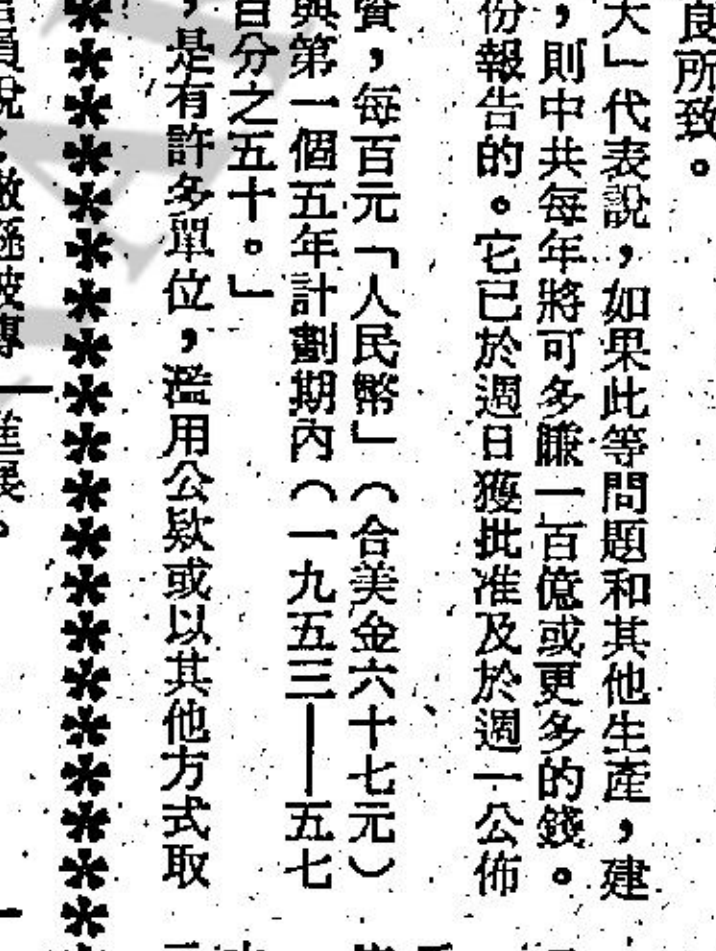 良所致。
大」代表說，如果此等問題和其他生產，建
，則中共每年將可多賺一百億或更多的錢。
份報告的。它已於週日獲批准及於週一公佈
資，每百元「人民幣」（合美金六十七元）
與第一個五年計劃期內（一九五三——五七
百分之五十。」
，是有許多單位，濫用公款或以其他方式取
＊＊＊＊＊＊＊＊＊＊＊＊＊＊＊＊＊＊＊＊
進展。